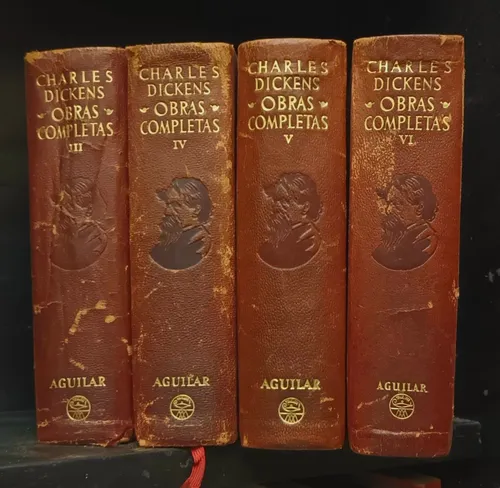 CHARLES
DICKENS
OBRAS
COMPLETAS
III
AGUILAR
CHARLES
DICKENS
OBRAS
COMPLETAS
IV
AGUILAR
CHARLES
DICKENS
OBRAS
COMPLETAS
V
AGUILAR
CHARLES
DICKENS
OBRAS
COMPLETAS
VI
AGUILAR